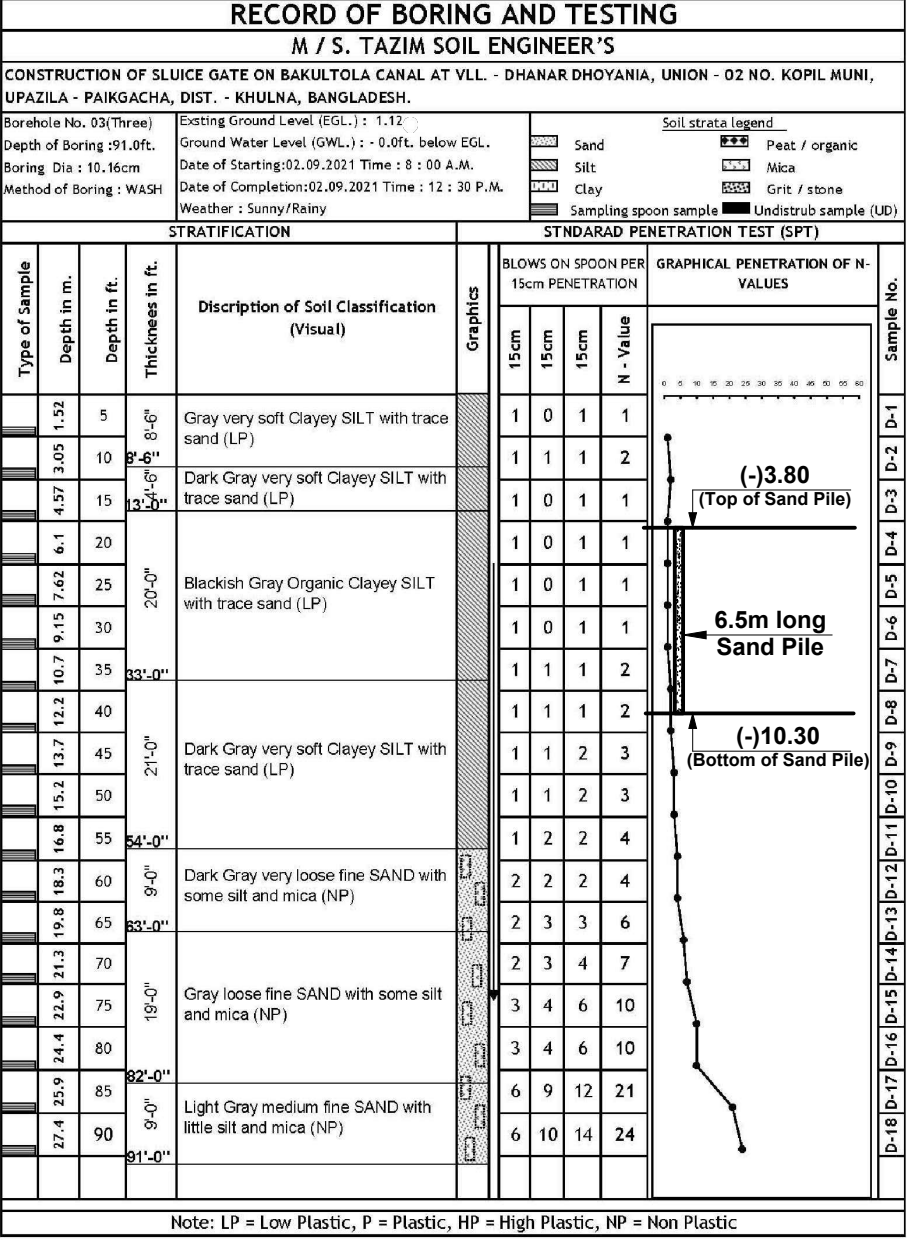 RECORD OF BORING AND TESTING
M / S. TAZIM SOIL ENGINEER'S
CONSTRUCTION OF SLUICE GATE ON BAKULTOLA CANAL AT VLL. - DHANAR DHOYANIA, UNION - 02 NO. KOPIL MUNI,
UPAZILA - PAIKGACHA, DIST. - KHULNA, BANGLADESH.
Borehole No. 03(Three)
Depth of Boring :91.0ft.
Boring Dia : 10.16cm
Method of Boring : WASH
Exsting Ground Level (EGL.) : 1.12
Ground Water Level (GWL.) : - 0.0ft. below EGL.
Date of Starting:02.09.2021 Time : 8 : 00 A.M.
Date of Completion:02.09.2021 Time : 12 : 30 P.M.
Weather : Sunny/Rainy
Soil strata legend
Sand
Peat / organic
Silt
Mica
Clay
Grit / stone
Sampling spoon sample
Undistrub sample (UD)
STRATIFICATION
STNDARAD PENETRATION TEST (SPT)
Type of Sample
Depth in m.
Depth in ft.
Thicknees in ft.
Discription of Soil Classification
(Visual)
Graphics
BLOWS ON SPOON PER
15cm PENETRATION
15cm
15cm
15cm
N - Value
GRAPHICAL PENETRATION OF N-
VALUES
0 5 10 15 20 25 30 35 40 45 50 55 60
Sample No.
1.52 5 1 0 1 1 D-1
8'-6"
Gray very soft Clayey SILT with trace
sand (LP)
3.05 10 8'-6" 1 1 1 2 D-2
4'-6"
Dark Gray very soft Clayey SILT with
trace sand (LP)
4.57 15 13'-0" 1 0 1 1 D-3
(-)3.80
(Top of Sand Pile)
6.1 20 1 0 1 1 D-4
7.62 25 1 0 1 1 D-5
20'-0"
Blackish Gray Organic Clayey SILT
with trace sand (LP)
9.15 30 1 0 1 1 D-6
6.5m long
Sand Pile
10.7 35 33'-0" 1 1 1 2 D-7
12.2 40 1 1 1 2 D-8
(-)10.30
(Bottom of Sand Pile)
13.7 45 1 1 2 3 D-9
21'-0"
Dark Gray very soft Clayey SILT with
trace sand (LP)
15.2 50 1 1 2 3 D-10
16.8 55 54'-0" 1 2 2 4 D-11
18.3 60 9'-0" 2 2 2 4 D-12
Dark Gray very loose fine SAND with
some silt and mica (NP)
19.8 65 63'-0" 2 3 3 6 D-13
21.3 70 2 3 4 7 D-14
22.9 75 19'-0" 3 4 6 10 D-15
Gray loose fine SAND with some silt
and mica (NP)
24.4 80 82'-0" 3 4 6 10 D-16
25.9 85 6 9 12 21 D-17
9'-0"
Light Gray medium fine SAND with
little silt and mica (NP)
27.4 90 91'-0" 6 10 14 24 D-18
Note: LP = Low Plastic, P = Plastic, HP = High Plastic, NP = Non Plastic